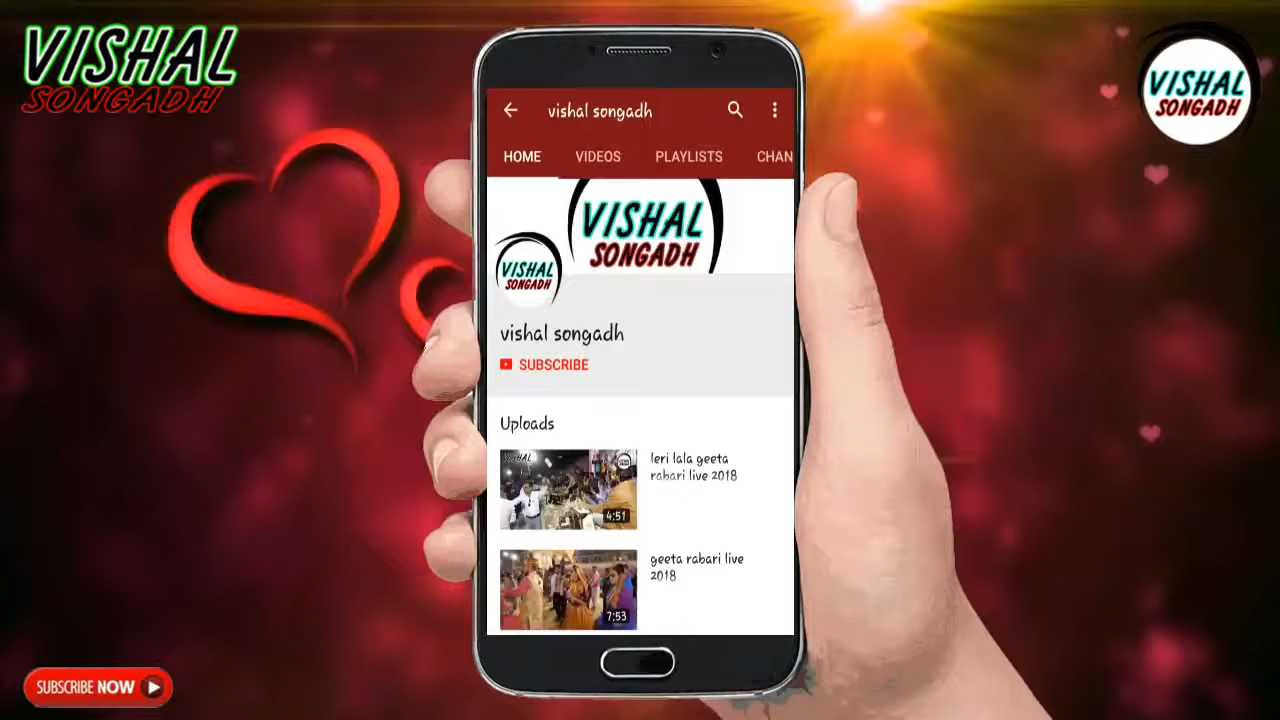 VISHAL
SONGADH
VISHAL
SONGADH
vishal songadh
HOME VIDEOS PLAYLISTS CHAN
VISHAL
SONGADH
VISHAL
SONGADH
vishal songadh
SUBSCRIBE
Uploads
VISHAL
leri lala geeta
rabari live 2018
4:51
geeta rabari live
2018
7:53
SUBSCRIBE NOW